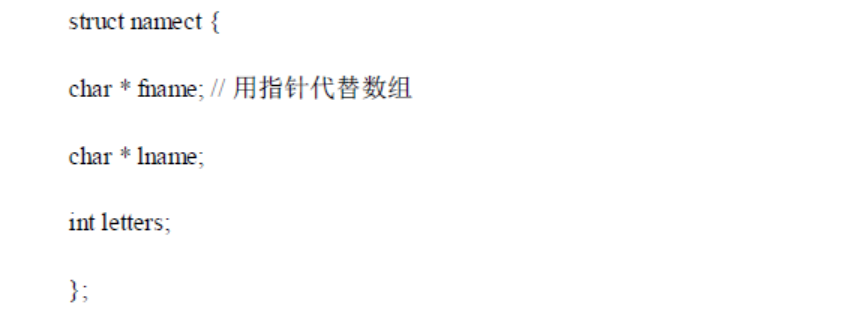 struct namect {
char * fname; // 用指针代替数组
char * lname;
int letters;
};